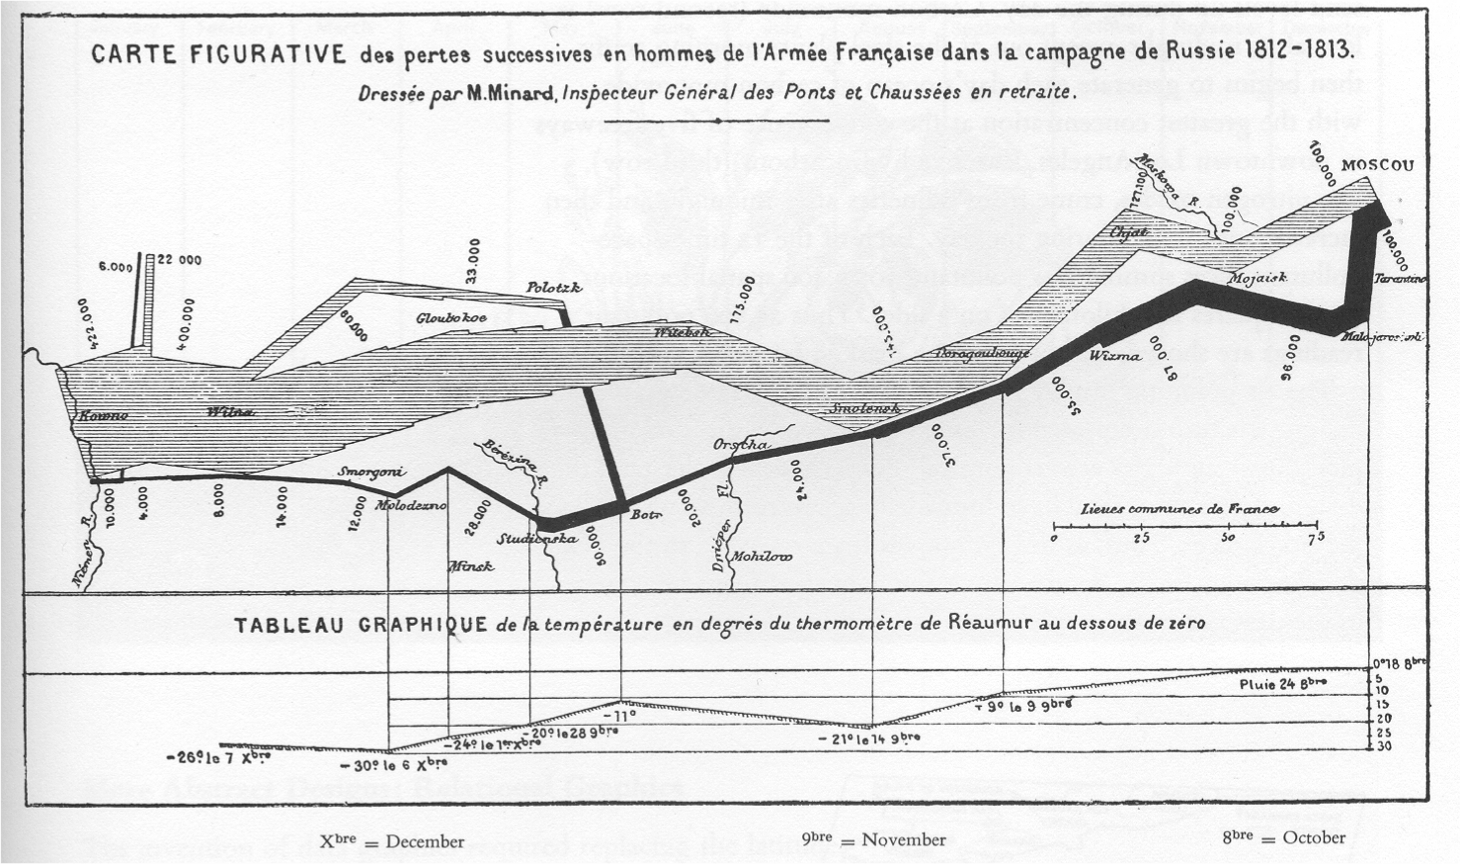 CARTE FIGURATIVE des pertes successives en hommes de l'Armée Française dans la campagne de Russie 1812-1813.
Dressée par M.Minard, Inspecteur Général des Ponts et Chaussées en retraite.
Moskowa R.
100.000
MOSCOU
127.100
100.000
6.000
22 000
33.000
Chjat
100.000
Polotzk
Mojaisk
Tarantino
422.000
400.000
60.000
Gloubokoe
Witebsk
175.000
145.000
Dorogoubouge
Wizma
Malo-jarosewli
87.000
96.000
55.000
Kowno
Wilna
Smolensk
37.000
Bérézina R.
Orscha
Smorgoni
Molodezno
24.000
10.000
4.000
8.000
14.000
12.000
28.000
Studienska
50.000
Botr
20.000
Niémen R.
Minsk
Dniéper Fl.
Mohilow
Lieues communes de France
0 25 50 75
TABLEAU GRAPHIQUE de la température en degrés du thermomètre de Réaumur au dessous de zéro
0° 18 8bre
5
Pluie 24 8bre
10
- 9° le 9 9bre
15
-11°
20
-20° le 28 9bre
-21° le 14 9bre
25
-24° le 1er Xbre
30
-26° le 7 Xbre
-30° le 6 Xbre
Xbre = December 9bre = November 8bre = October